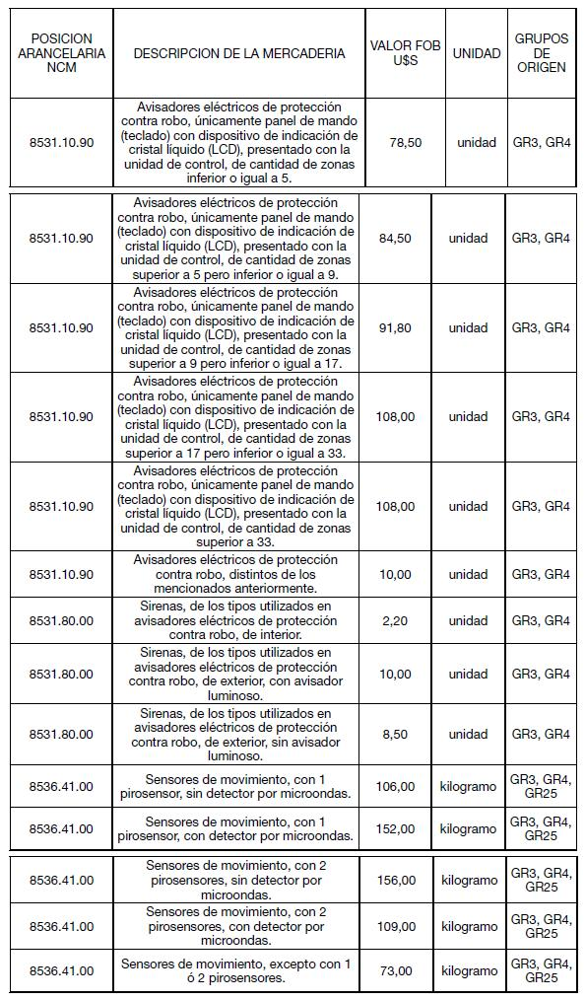 POSICION
ARANCELARIA
NCM
DESCRIPCION DE LA MERCADERIA
VALOR FOB
U$S
UNIDAD
GRUPOS
DE
ORIGEN
8531.10.90
Avisadores eléctricos de protección
contra robo, únicamente panel de mando
(teclado) con dispositivo de indicación de
cristal líquido (LCD), presentado con la
unidad de control, de cantidad de zonas
inferior o igual a 5.
78,50
unidad
GR3, GR4
8531.10.90
Avisadores eléctricos de protección
contra robo, únicamente panel de mando
(teclado) con dispositivo de indicación de
cristal líquido (LCD), presentado con la
unidad de control, de cantidad de zonas
superior a 5 pero inferior o igual a 9.
84,50
unidad
GR3, GR4
8531.10.90
Avisadores eléctricos de protección
contra robo, únicamente panel de mando
(teclado) con dispositivo de indicación de
cristal líquido (LCD), presentado con la
unidad de control, de cantidad de zonas
superior a 9 pero inferior o igual a 17.
91,80
unidad
GR3, GR4
8531.10.90
Avisadores eléctricos de protección
contra robo, únicamente panel de mando
(teclado) con dispositivo de indicación de
cristal líquido (LCD), presentado con la
unidad de control, de cantidad de zonas
superior a 17 pero inferior o igual a 33.
108,00
unidad
GR3, GR4
8531.10.90
Avisadores eléctricos de protección
contra robo, únicamente panel de mando
(teclado) con dispositivo de indicación de
cristal líquido (LCD), presentado con la
unidad de control, de cantidad de zonas
superior a 33.
108,00
unidad
GR3, GR4
8531.10.90
Avisadores eléctricos de protección
contra robo, distintos de los
mencionados anteriormente.
10,00
unidad
GR3, GR4
8531.80.00
Sirenas, de los tipos utilizados en
avisadores eléctricos de protección
contra robo, de interior.
2,20
unidad
GR3, GR4
8531.80.00
Sirenas, de los tipos utilizados en
avisadores eléctricos de protección
contra robo, de exterior, con avisador
luminoso.
10,00
unidad
GR3, GR4
8531.80.00
Sirenas, de los tipos utilizados en
avisadores eléctricos de protección
contra robo, de exterior, sin avisador
luminoso.
8,50
unidad
GR3, GR4
8536.41.00
Sensores de movimiento, con 1
pirosensor, sin detector por microondas.
106,00
kilogramo
GR3, GR4,
GR25
8536.41.00
Sensores de movimiento, con 1
pirosensor, con detector por microondas.
152,00
kilogramo
GR3, GR4,
GR25
8536.41.00
Sensores de movimiento, con 2
pirosensores, sin detector por
microondas.
156,00
kilogramo
GR3, GR4,
GR25
8536.41.00
Sensores de movimiento, con 2
pirosensores, con detector por
microondas.
109,00
kilogramo
GR3, GR4,
GR25
8536.41.00
Sensores de movimiento, excepto con 1
ó 2 pirosensores.
73,00
kilogramo
GR3, GR4,
GR25